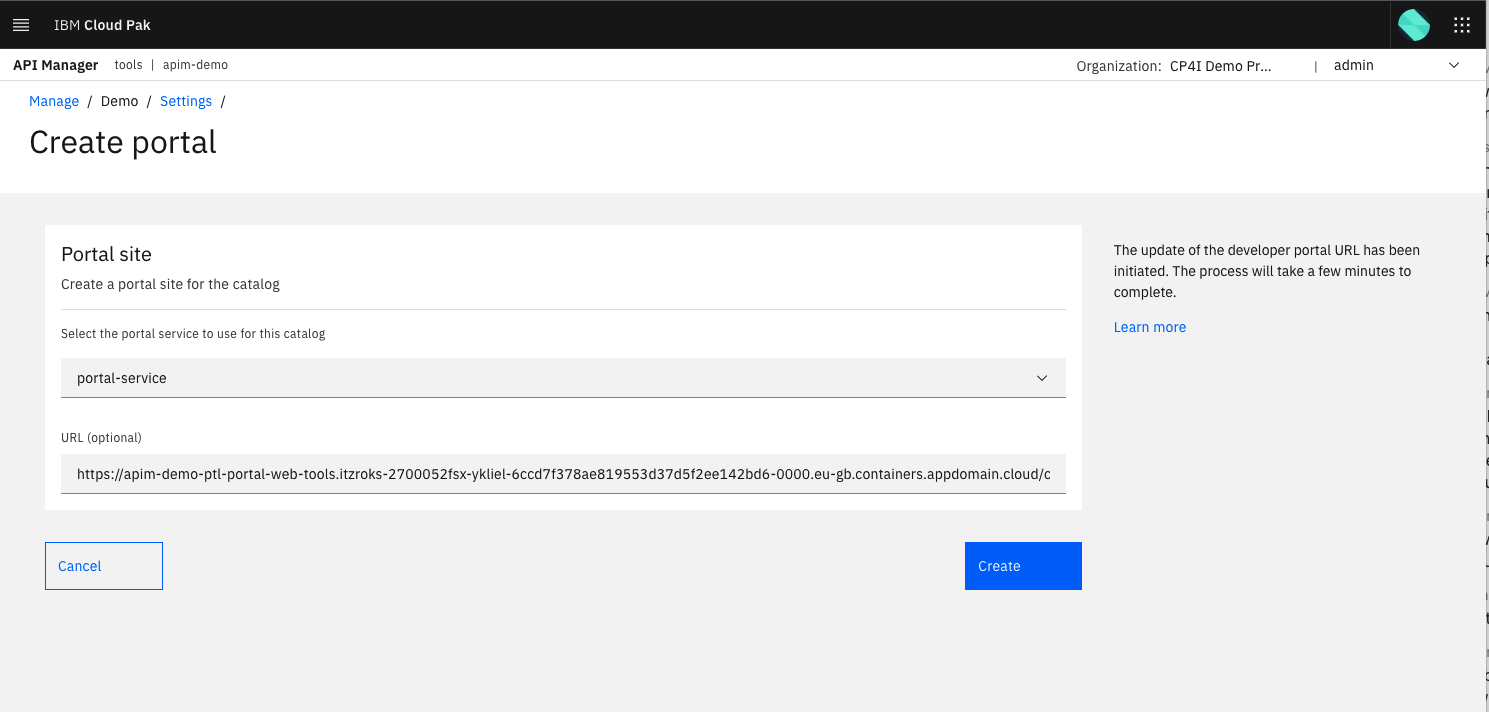 IBM Cloud Pak
API Manager tools | apim-demo Organization: CP4I Demo Pr... | admin
Manage / Demo / Settings /
Create portal
Portal site
Create a portal site for the catalog
Select the portal service to use for this catalog
portal-service
URL (optional)
https://apim-demo-ptl-portal-web-tools.itzroks-2700052fsx-ykliel-6ccd7f378ae819553d37d5f2ee142bd6-0000.eu-gb.containers.appdomain.cloud/c
Cancel
Create
The update of the developer portal URL has been
initiated. The process will take a few minutes to
complete.
Learn more